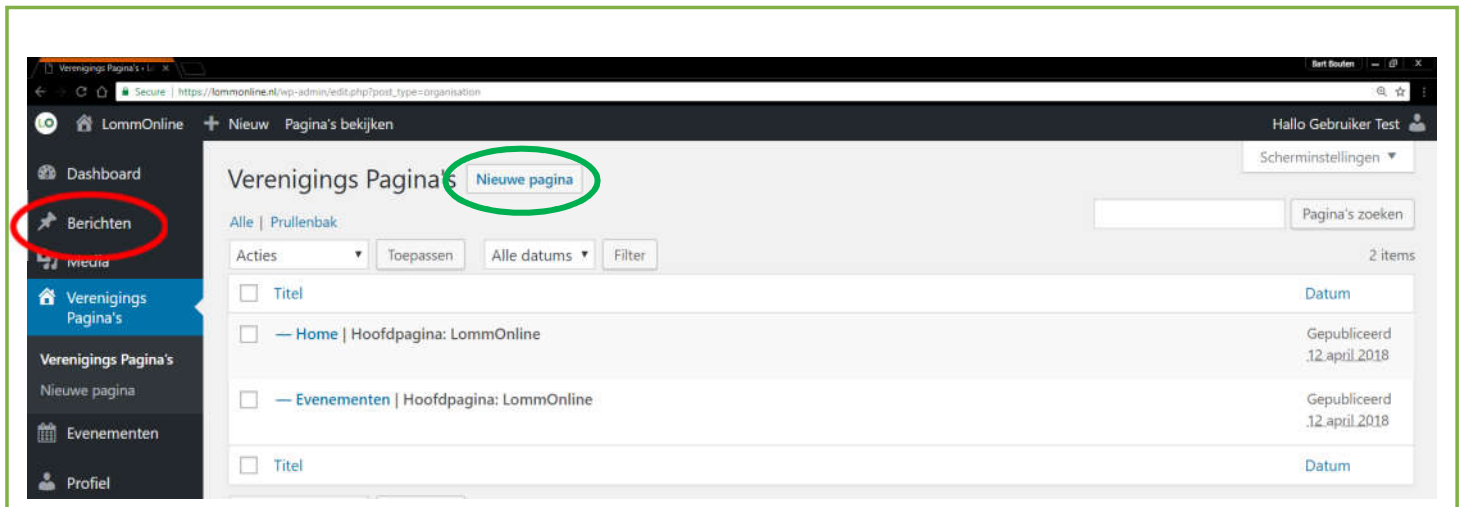 Verenigings Pagina's ‹ L
Bart Bouten
Secure | https://lommonline.nl/wp-admin/edit.php?post_type=organisation
LO LommOnline + Nieuw Pagina's bekijken Hallo Gebruiker Test
Scherminstellingen ▼
Dashboard
Verenigings Pagina's Nieuwe pagina
Berichten
Alle | Prullenbak
Pagina's zoeken
Media
Acties ▼ Toepassen Alle datums ▼ Filter 2 items
Verenigings
Pagina's
Titel Datum
— Home | Hoofdpagina: LommOnline Gepubliceerd
12 april 2018
Verenigings Pagina's
Nieuwe pagina
— Evenementen | Hoofdpagina: LommOnline Gepubliceerd
12 april 2018
Evenementen
Titel Datum
Profiel